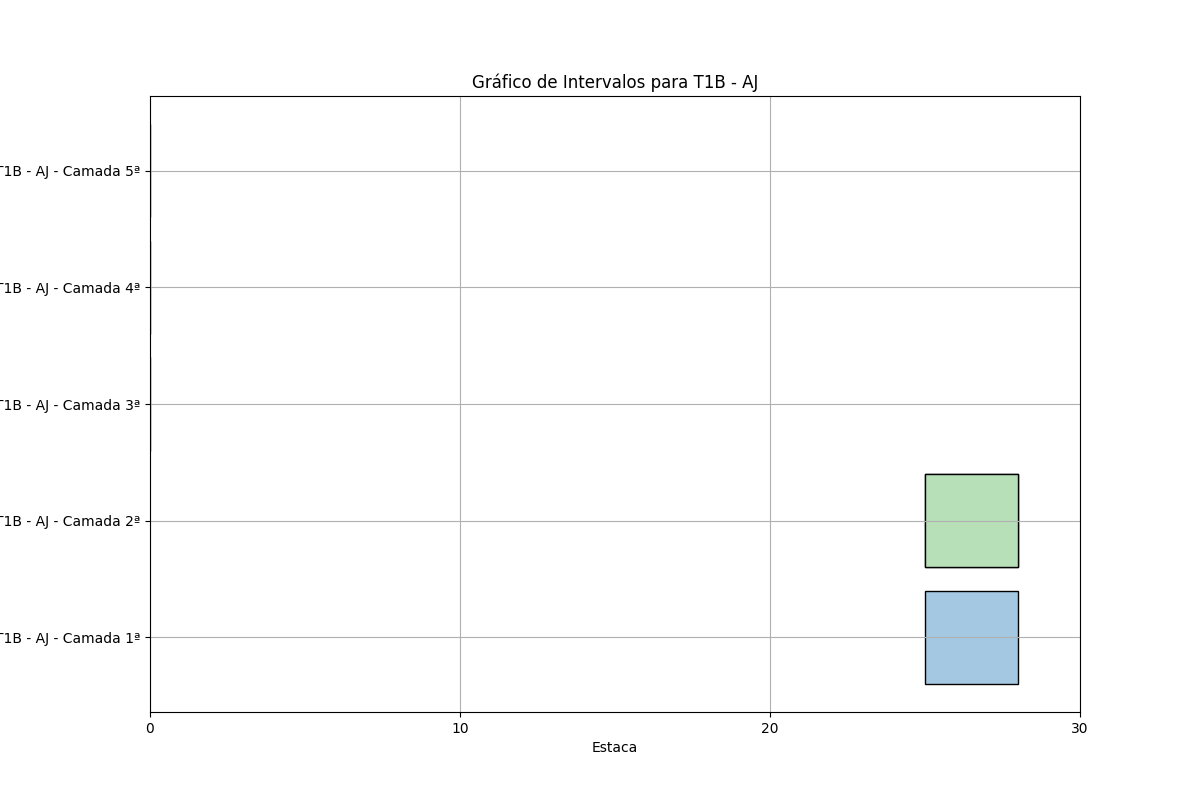 Gráfico de Intervalos para T1B - AJ
T1B - AJ - Camada 5ª
T1B - AJ - Camada 4ª
T1B - AJ - Camada 3ª
T1B - AJ - Camada 2ª
T1B - AJ - Camada 1ª
0 10 20 30
Estaca